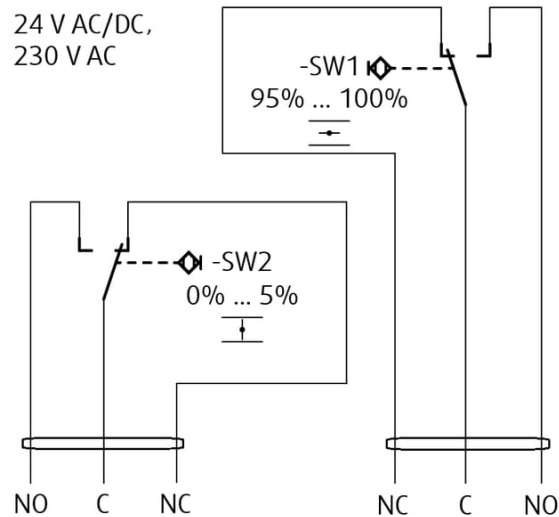 24 V AC/DC,
230 V AC
-SW1
95% ... 100%
-SW2
0% ... 5%
NO C NC
NC C NO